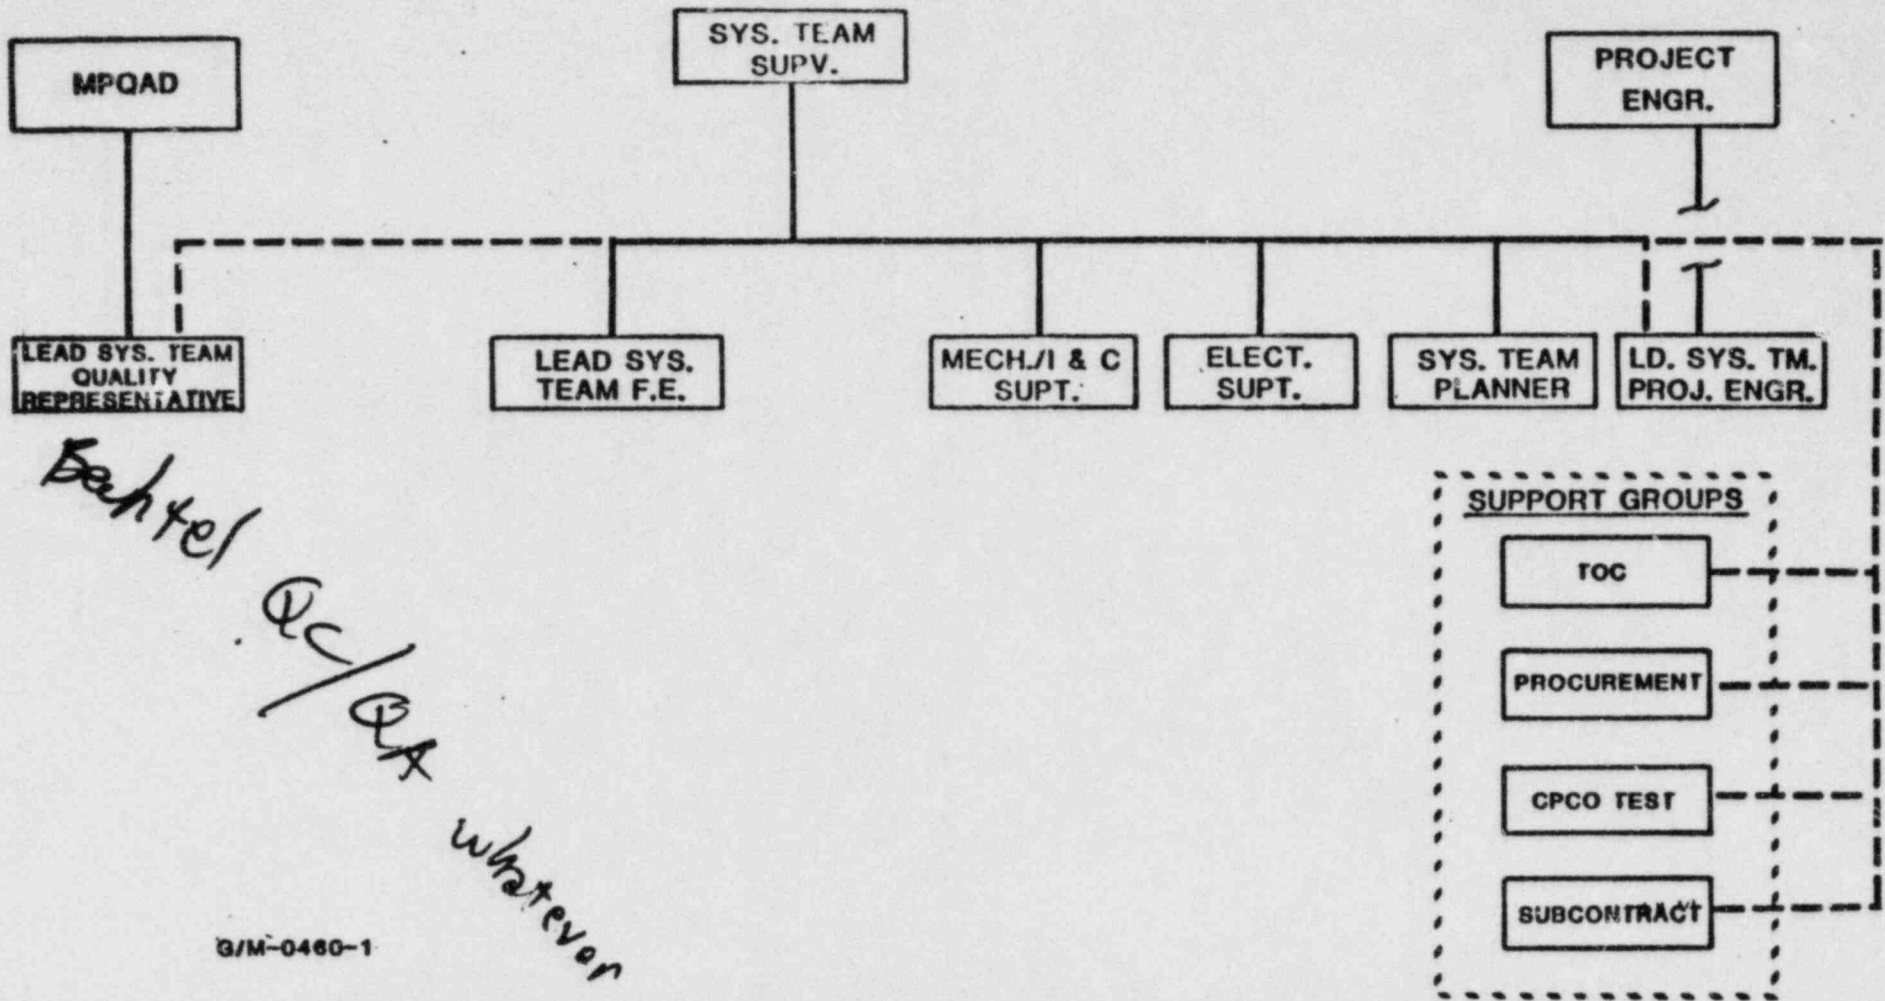 SYS. TEAM
SUPV.
MPQAD
PROJECT
ENGR.
LEAD SYS. TEAM
QUALITY
REPRESENTATIVE
LEAD SYS.
TEAM F.E.
MECH./I & C
SUPT.
ELECT.
SUPT.
SYS. TEAM
PLANNER
LD. SYS. TM.
PROJ. ENGR.
SUPPORT GROUPS
TOC
PROCUREMENT
CPCO TEST
SUBCONTRACT
Bechtel QC/QA whatever
G/M-0460-1